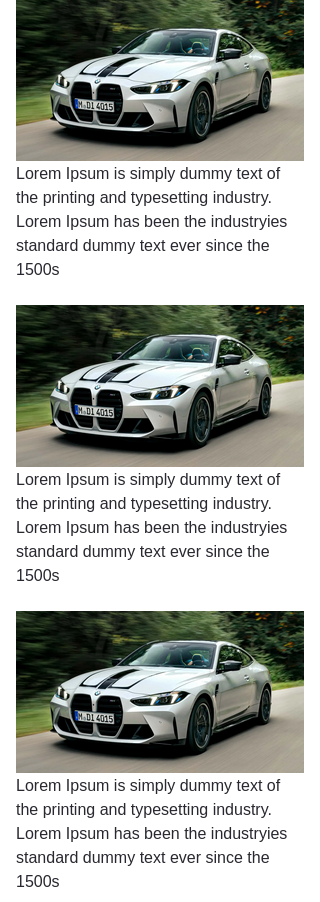 M DI 4015
Lorem Ipsum is simply dummy text of
the printing and typesetting industry.
Lorem Ipsum has been the industryies
standard dummy text ever since the
1500s
M DI 4015
Lorem Ipsum is simply dummy text of
the printing and typesetting industry.
Lorem Ipsum has been the industryies
standard dummy text ever since the
1500s
M DI 4015
Lorem Ipsum is simply dummy text of
the printing and typesetting industry.
Lorem Ipsum has been the industryies
standard dummy text ever since the
1500s